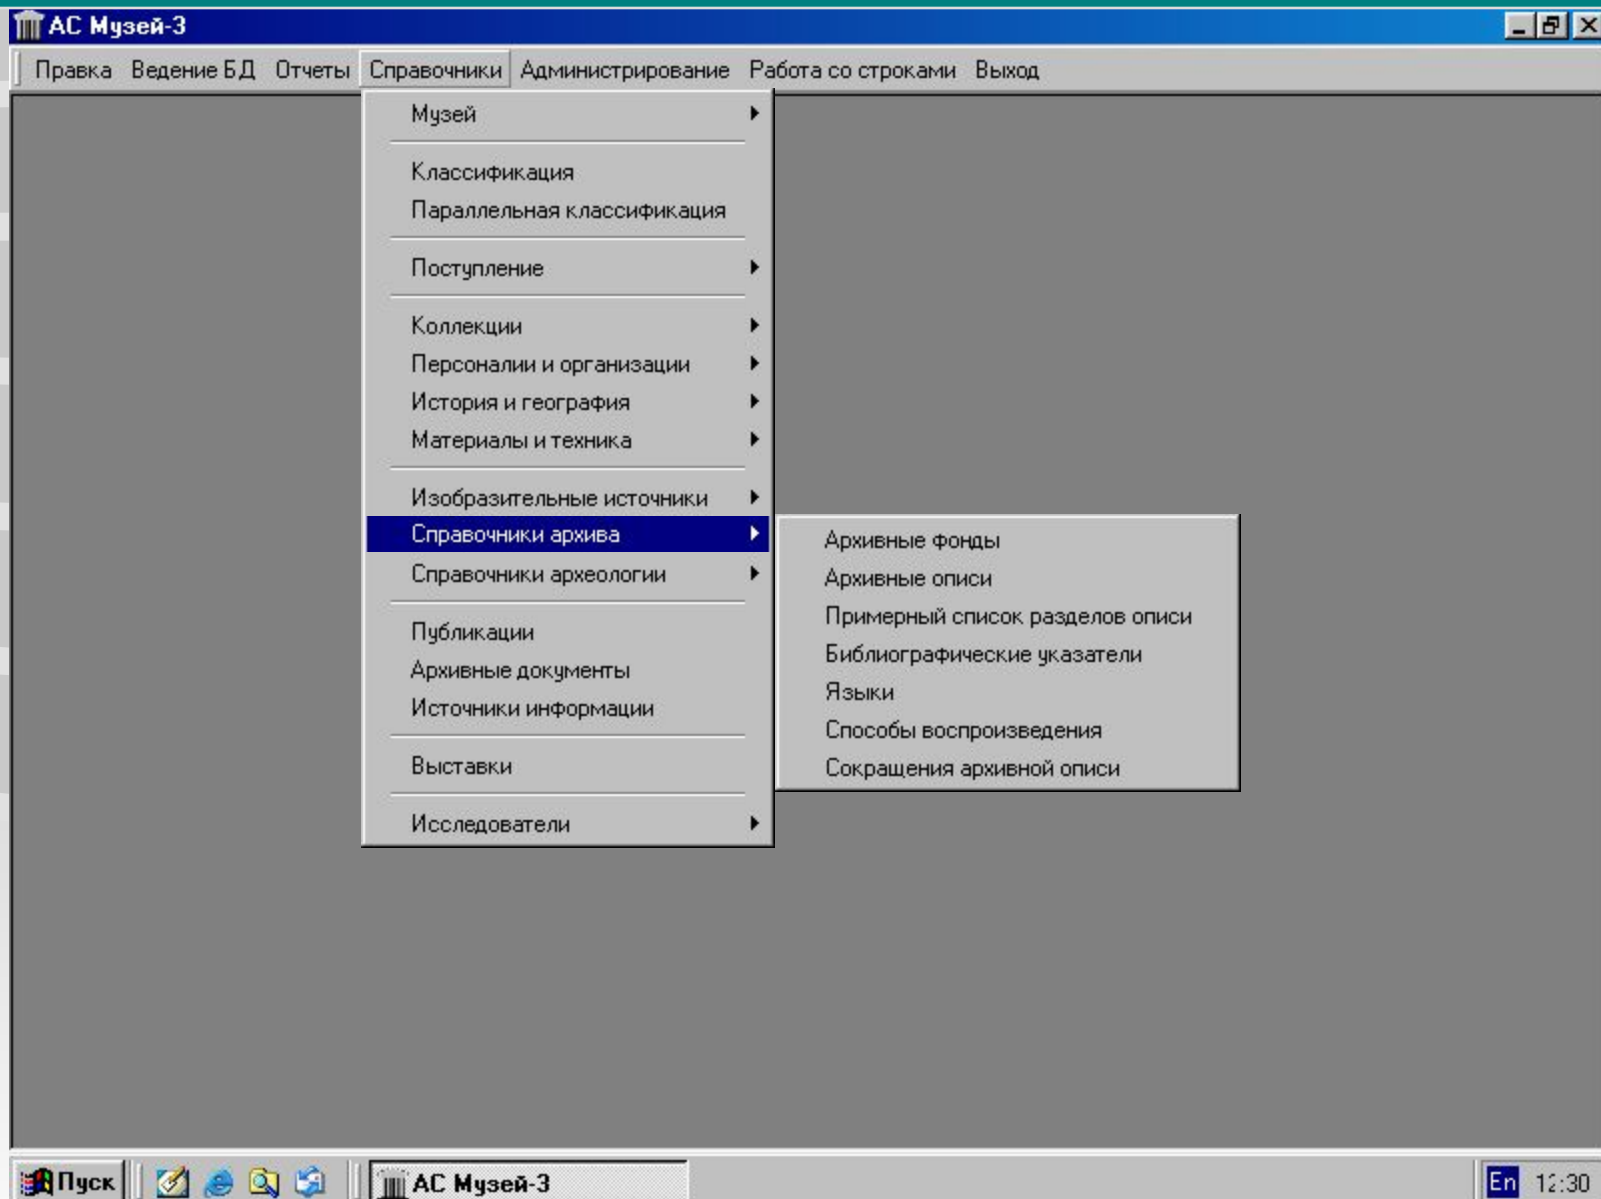 АС Музей-3
Правка Ведение БД Отчеты Справочники Администрирование Работа со строками Выход
Музей
Классификация
Параллельная классификация
Поступление
Коллекции
Персоналии и организации
История и география
Материалы и техника
Изобразительные источники
Справочники архива
Справочники археологии
Публикации
Архивные документы
Источники информации
Выставки
Исследователи
Архивные фонды
Архивные описи
Примерный список разделов описи
Библиографические указатели
Языки
Способы воспроизведения
Сокращения архивной описи
Пуск АС Музей-3 En 12:30